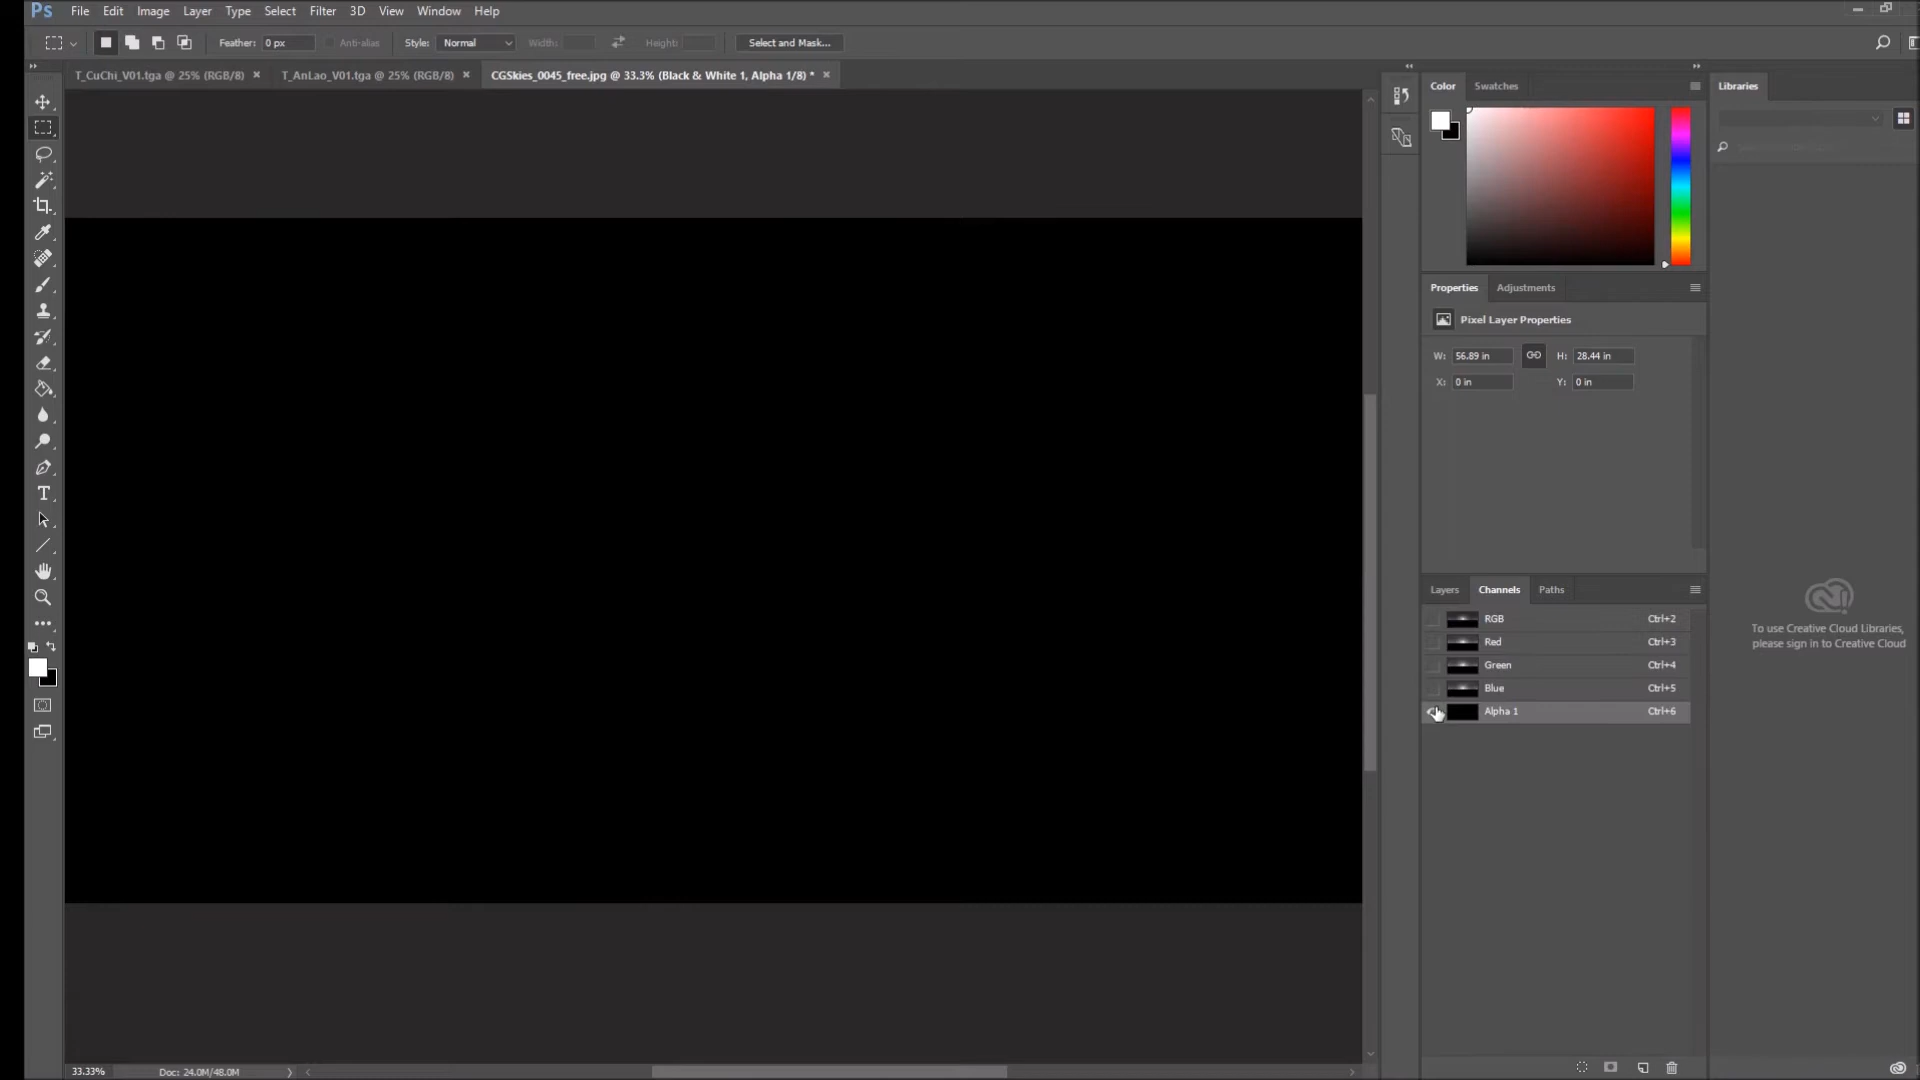 Ps File Edit Image Layer Type Select Filter 3D View Window Help
Feather: 0 px Anti-alias Style: Normal Width: Height: Select and Mask...
T_CuChi_V01.tga @ 25% (RGB/8) × T_AnLao_V01.tga @ 25% (RGB/8) × CGSkies_0045_free.jpg @ 33.3% (Black & White 1, Alpha 1/8) * ×
Color Swatches
Libraries
Properties Adjustments
Pixel Layer Properties
W: 56.89 in H: 28.44 in
X: 0 in Y: 0 in
Layers Channels Paths
RGB Ctrl+2
Red Ctrl+3
Green Ctrl+4
Blue Ctrl+5
Alpha 1 Ctrl+6
To use Creative Cloud Libraries,
please sign in to Creative Cloud
33.33% Doc: 24.0M/48.0M